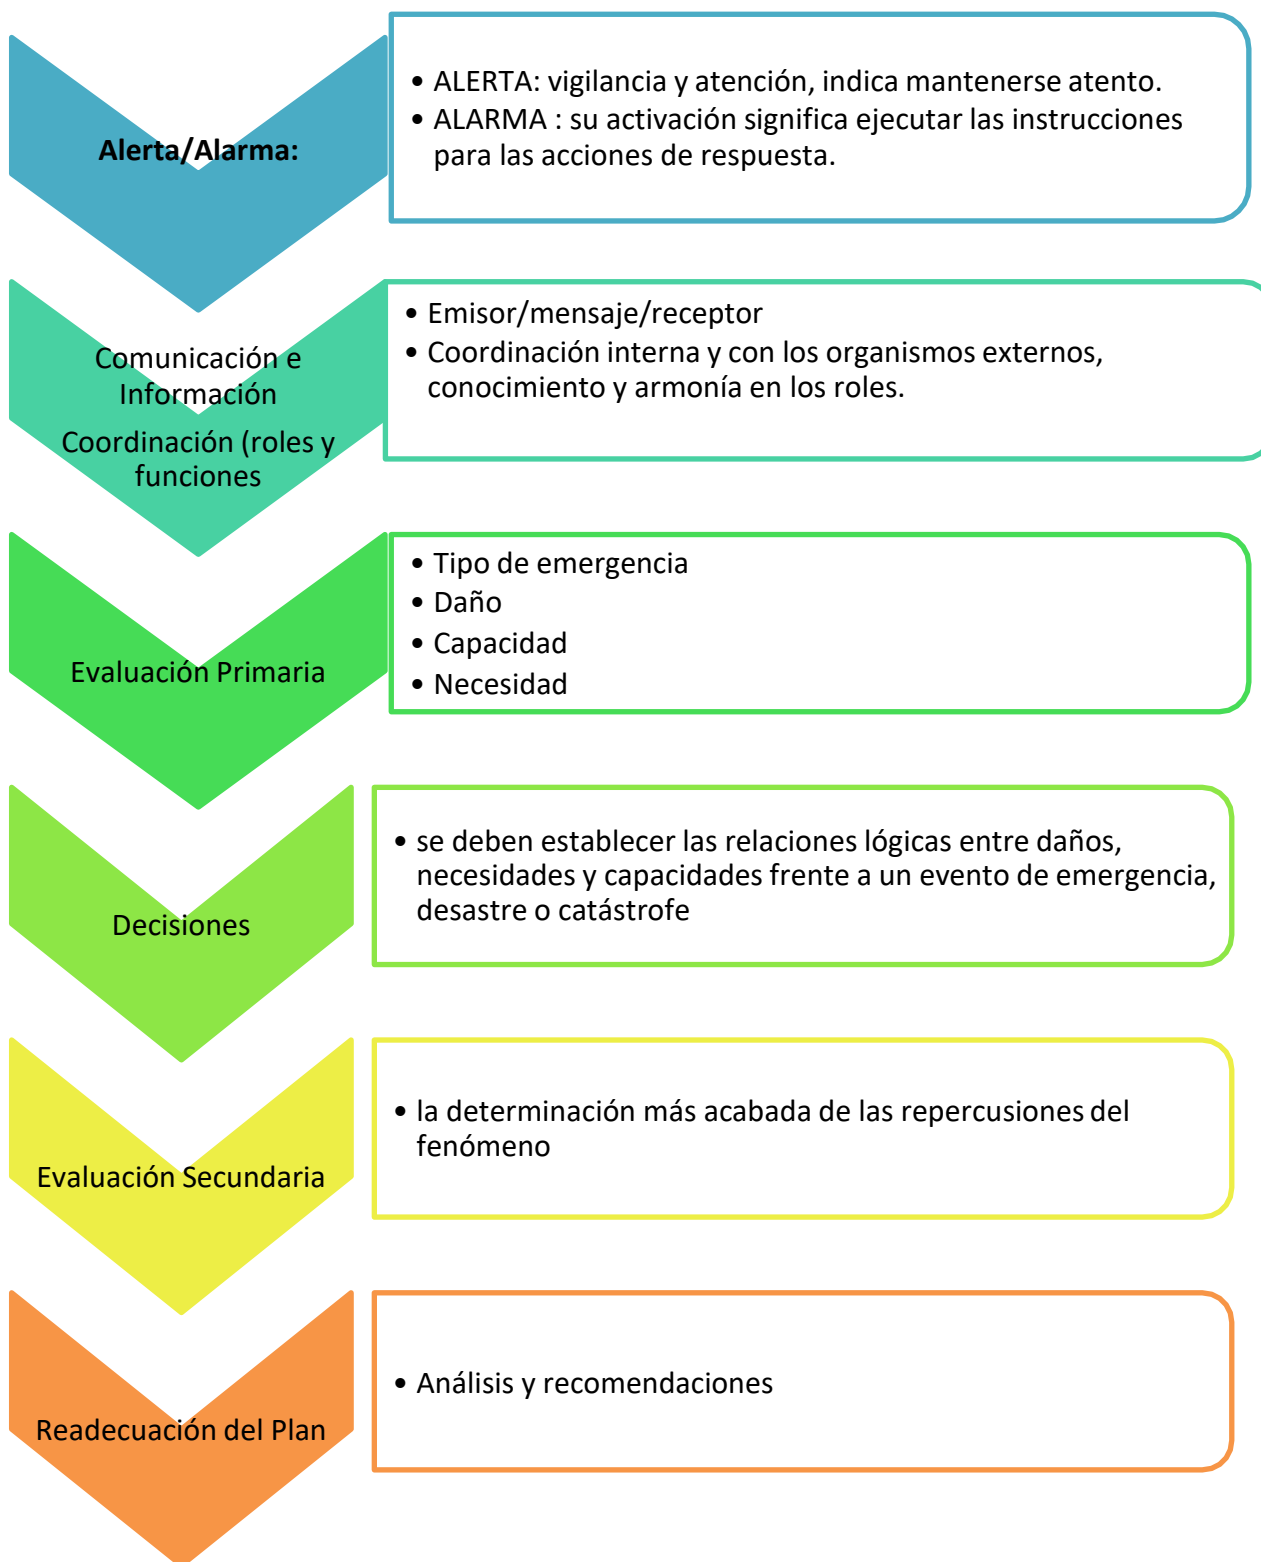 Alerta/Alarma:
• ALERTA: vigilancia y atención, indica mantenerse atento.
• ALARMA : su activación significa ejecutar las instrucciones
para las acciones de respuesta.
Comunicación e
Información
Coordinación (roles y
funciones
• Emisor/mensaje/receptor
• Coordinación interna y con los organismos externos,
conocimiento y armonía en los roles.
Evaluación Primaria
• Tipo de emergencia
• Daño
• Capacidad
• Necesidad
Decisiones
• se deben establecer las relaciones lógicas entre daños,
necesidades y capacidades frente a un evento de emergencia,
desastre o catástrofe
Evaluación Secundaria
• la determinación más acabada de las repercusiones del
fenómeno
Readecuación del Plan
• Análisis y recomendaciones